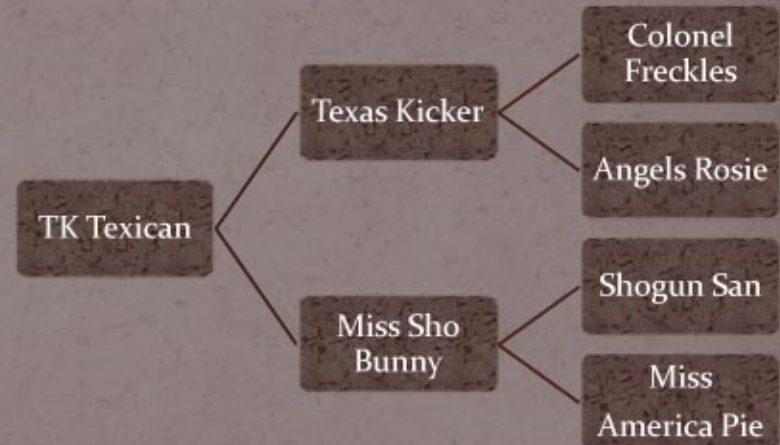 Colonel
Freckles
Texas Kicker
Angels Rosie
TK Texican
Shogun San
Miss Sho
Bunny
Miss
America Pie